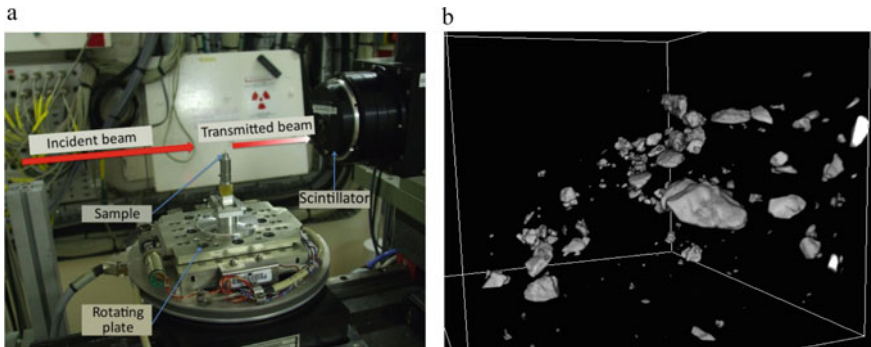 a
b
Incident beam
Transmitted beam
Sample
Scintillator
Rotating
plate